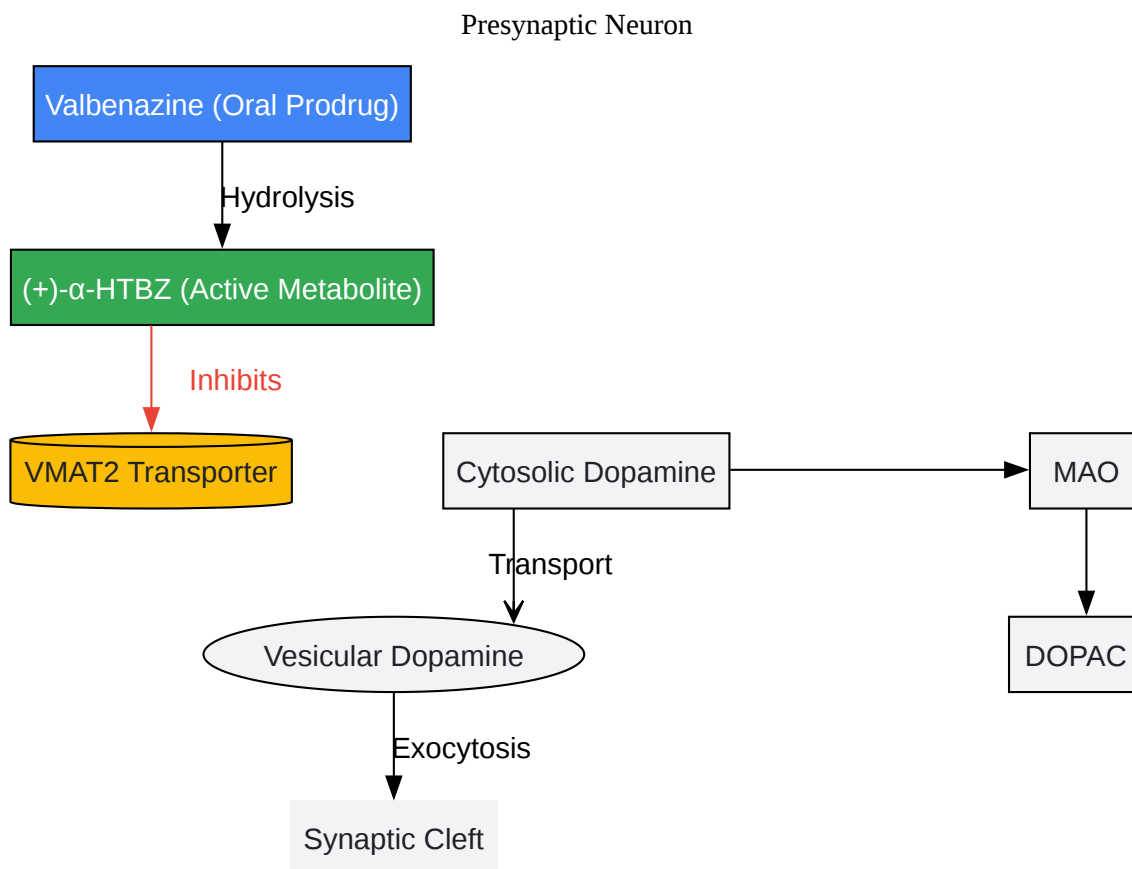 Presynaptic Neuron
Valbenazine (Oral Prodrug)
Hydrolysis
(+)-α-HTBZ (Active Metabolite)
Inhibits
VMAT2 Transporter
Cytosolic Dopamine
MAO
Transport
Vesicular Dopamine
DOPAC
Exocytosis
Synaptic Cleft